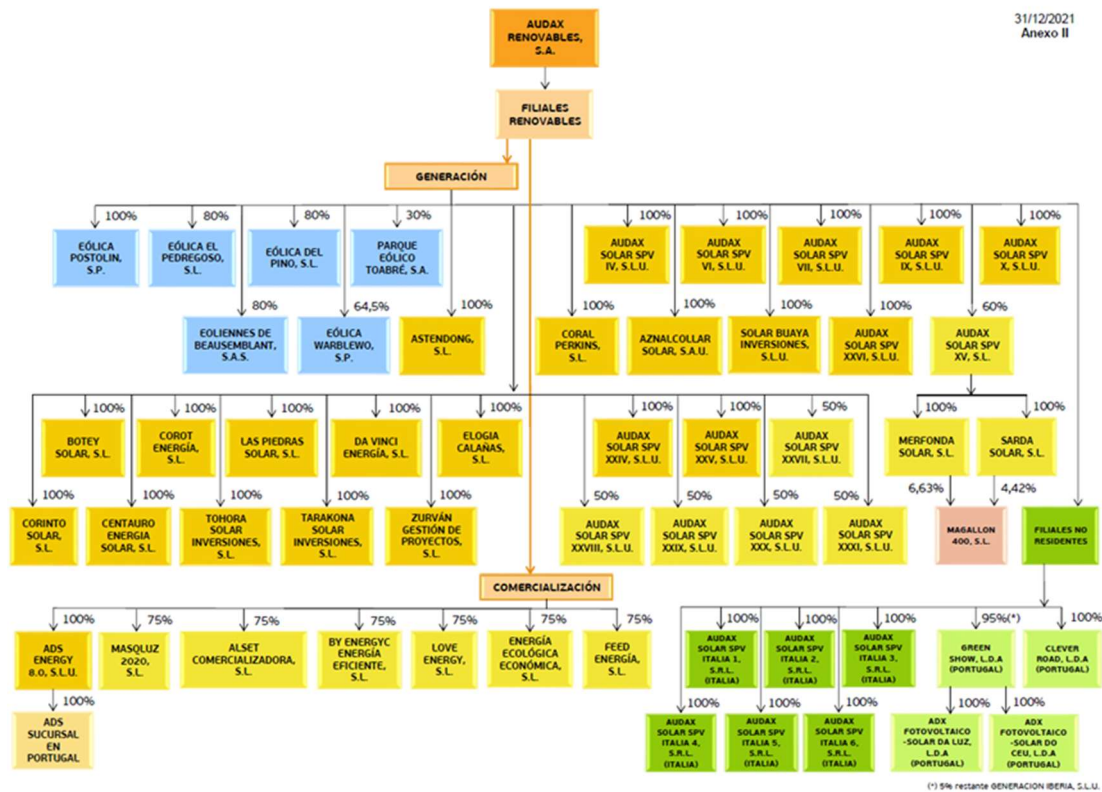 31/12/2021
Anexo II
AUDAX
RENOVABLES,
S.A.
FILIALES
RENOVABLES
GENERACIÓN
100%
80%
80%
30%
100%
100%
100%
100%
100%
EÓLICA
POSTOLIN,
S.P.
EÓLICA EL
PEDREGOSO,
S.L.
EÓLICA DEL
PINO, S.L.
PARQUE
EÓLICO
TOABRÉ, S.A.
AUDAX
SOLAR SPV
IV, S.L.U.
AUDAX
SOLAR SPV
VI, S.L.U.
AUDAX
SOLAR SPV
VII, S.L.U.
AUDAX
SOLAR SPV
IX, S.L.U.
AUDAX
SOLAR SPV
X, S.L.U.
80%
64,5%
100%
100%
100%
100%
100%
60%
EOLIENNES DE
BEAUSEMBLANT,
S.A.S.
EÓLICA
WARBLEWO,
S.P.
ASTENDONG,
S.L.
CORAL
PERKINS,
S.L.
AZNALCOLLAR
SOLAR, S.A.U.
SOLAR BUAYA
INVERSIONES,
S.L.U.
AUDAX
SOLAR SPV
XXVI, S.L.U.
AUDAX
SOLAR SPV
XV, S.L.
100%
100%
100%
100%
100%
100%
100%
50%
100%
100%
BOTEY
SOLAR, S.L.
COROT
ENERGÍA,
S.L.
LAS PIEDRAS
SOLAR, S.L.
DA VINCI
ENERGÍA, S.L.
ELOGIA
CALAÑAS,
S.L.
AUDAX
SOLAR SPV
XXIV, S.L.U.
AUDAX
SOLAR SPV
XXV, S.L.U.
AUDAX
SOLAR SPV
XXVII, S.L.U.
MERFONDA
SOLAR, S.L.
SARDA
SOLAR, S.L.
100%
100%
100%
100%
100%
50%
50%
50%
50%
6,63%
4,42%
CORINTO
SOLAR,
S.L.
CENTAURO
ENERGIA
SOLAR, S.L.
TOHORA
SOLAR
INVERSIONES,
S.L.
TARAKONA
SOLAR
INVERSIONES,
S.L.
ZURVÁN
GESTIÓN DE
PROYECTOS,
S.L.
AUDAX
SOLAR SPV
XXVIII, S.L.U.
AUDAX
SOLAR SPV
XXIX, S.L.U.
AUDAX
SOLAR SPV
XXX, S.L.U.
AUDAX
SOLAR SPV
XXXI, S.L.U.
MAGALLON
400, S.L.
FILIALES NO
RESIDENTES
COMERCIALIZACIÓN
100%
75%
75%
75%
75%
75%
75%
100%
100%
100%
95%(*)
100%
ADS
ENERGY
8.0, S.L.U.
MASQLUZ
2020, S.L.
ALSET
COMERCIALIZADORA,
S.L.
BY ENERGYC
ENERGÍA
EFICIENTE, S.L.
LOVE
ENERGY,
S.L.
ENERGÍA
ECOLÓGICA
ECONÓMICA,
S.L.
FEED
ENERGÍA,
S.L.
AUDAX
SOLAR SPV
ITALIA 1,
S.R.L.
(ITALIA)
AUDAX
SOLAR SPV
ITALIA 2,
S.R.L.
(ITALIA)
AUDAX
SOLAR SPV
ITALIA 3,
S.R.L.
(ITALIA)
GREEN
SHOW, L.D.A
(PORTUGAL)
CLEVER
ROAD, L.D.A
(PORTUGAL)
100%
100%
100%
100%
100%
100%
ADS
SUCURSAL
EN
PORTUGAL
AUDAX
SOLAR SPV
ITALIA 4,
S.R.L.
(ITALIA)
AUDAX
SOLAR SPV
ITALIA 5,
S.R.L.
(ITALIA)
AUDAX
SOLAR SPV
ITALIA 6,
S.R.L.
(ITALIA)
ADX
FOTOVOLTAICO
-SOLAR DA LUZ,
L.D.A
(PORTUGAL)
ADX
FOTOVOLTAICO
-SOLAR DO
CEU, L.D.A
(PORTUGAL)
(*) 5% restante GENERACION IBERIA, S.L.U.